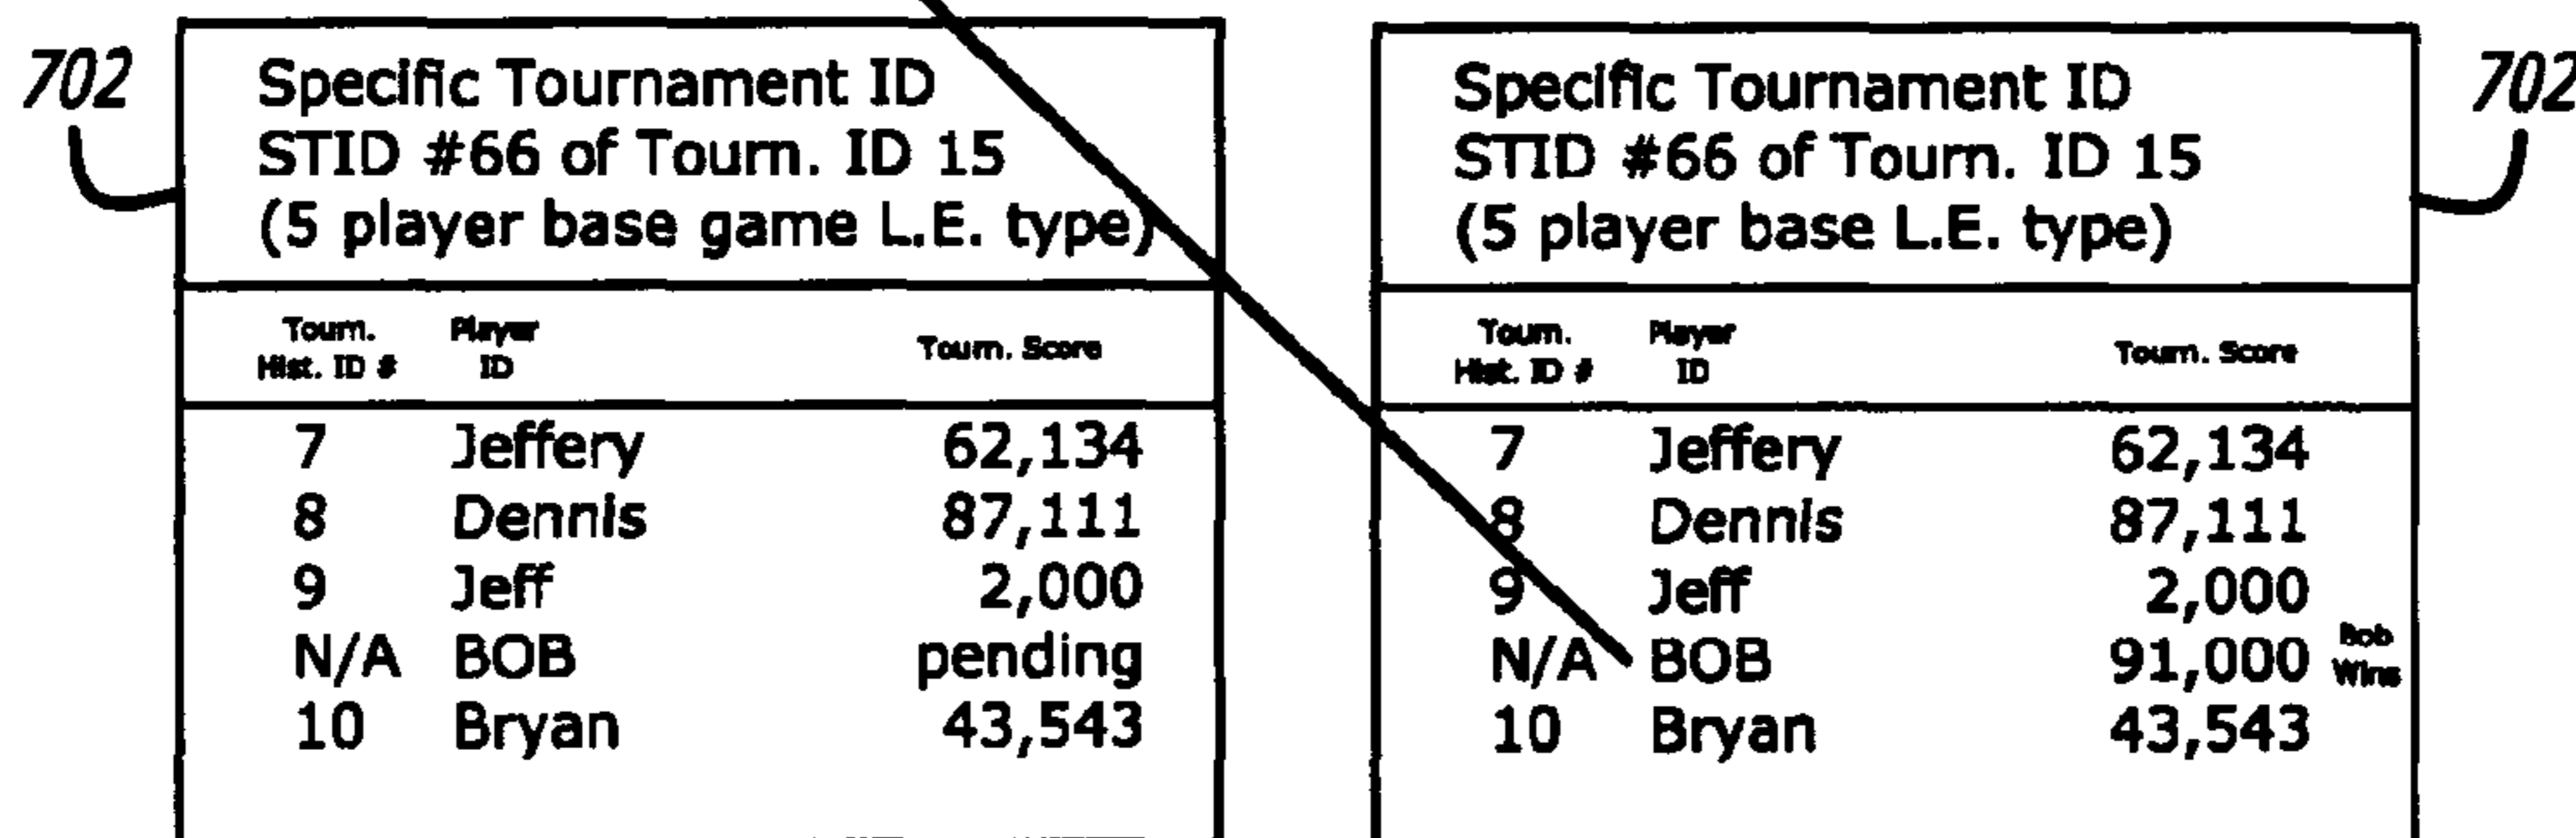 702
Specific Tournament ID
STID #66 of Tourn. ID 15
(5 player base game L.E. type)
Tourn. Hist. ID # Player ID Tourn. Score
7 Jeffery 62,134
8 Dennis 87,111
9 Jeff 2,000
N/A BOB pending
10 Bryan 43,543
Specific Tournament ID
STID #66 of Tourn. ID 15
(5 player base L.E. type)
702
Tourn. Hist. ID # Player ID Tourn. Score
7 Jeffery 62,134
8 Dennis 87,111
9 Jeff 2,000
N/A BOB 91,000 Bob Wins
10 Bryan 43,543